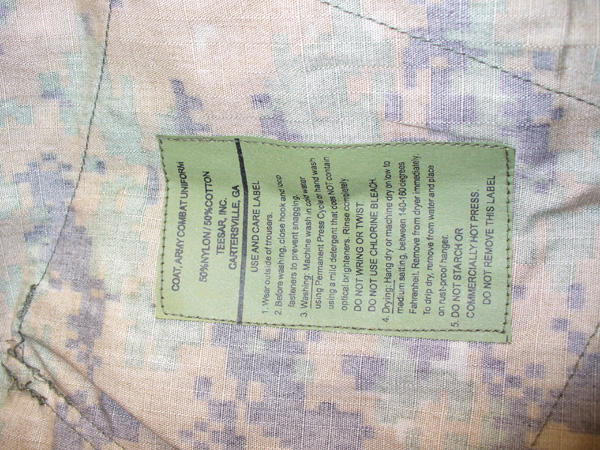 COAT, ARMY COMBAT UNIFORM
50%NYLON / 50%COTTON
TEESAR, INC.
CARTERSVILLE, GA
USE AND CARE LABEL
1. Wear outside of trousers.
2. Before washing, close hook and loop
fasteners to prevent snagging.
3. Washing: Machine wash in cold water
using Permanent Press Cycle or hand wash
using a mild detergent that does NOT contain
optical brighteners. Rinse completely.
DO NOT WRING OR TWIST.
DO NOT USE CHLORINE BLEACH.
4. Drying: Hang dry or machine dry on low to
medium setting, between 140-160 degrees
Fahrenheit. Remove from dryer immediately.
To drip dry, remove from water and place
on rust-proof hanger.
5. DO NOT STARCH OR
COMMERCIALLY HOT PRESS.
DO NOT REMOVE THIS LABEL